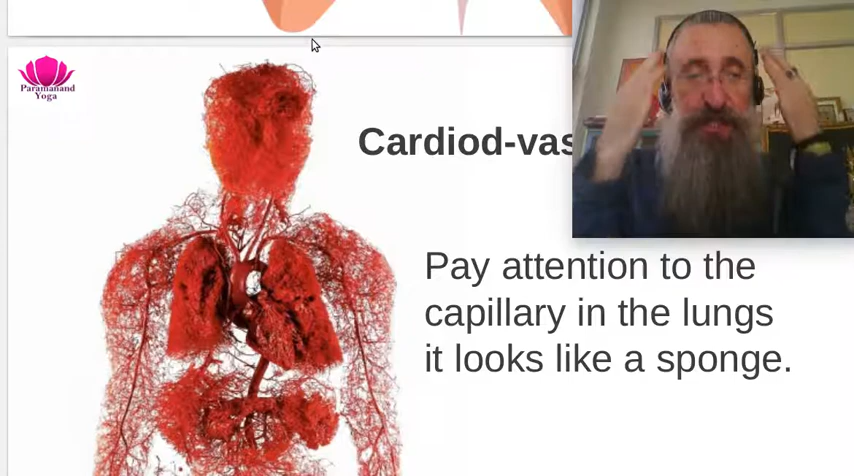 Paramanand
Yoga
Cardiod-vas
Pay attention to the
capillary in the lungs
it looks like a sponge.